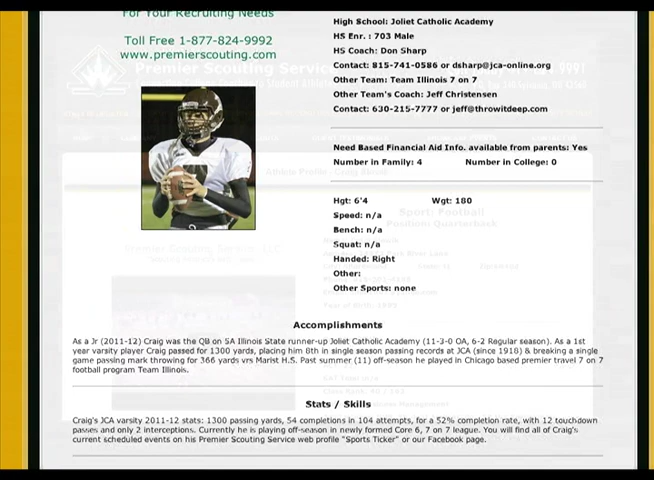 For Your Recruiting Needs
Toll Free 1-877-824-9992
www.premierscouting.com
High School: Joliet Catholic Academy
HS Enr. : 703 Male
HS Coach: Don Sharp
Contact: 815-741-0586 or dsharp@jca-online.org
Other Team: Team Illinois 7 on 7
Other Team's Coach: Jeff Christensen
Contact: 630-215-7777 or jeff@throwitdeep.com
Premier Scouting Service
Need Based Financial Aid Info. available from parents: Yes
Number in Family: 4 Number in College: 0
Athlete Profile : Craig
Hgt: 6'4 Wgt: 180
Speed: n/a
Sport: Football
Position: Quarterback
Bench: n/a
Squat: n/a
Handed: Right
Other:
Other Sports: none
Premier Scouting Service, LLC
Accomplishments
As a Jr (2011-12) Craig was the QB on 5A Illinois State runner-up Joliet Catholic Academy (11-3-0 OA, 6-2 Regular season). As a 1st
year varsity player Craig passed for 1300 yards, placing him 8th in single season passing records at JCA (since 1918) & breaking a single
game passing mark throwing for 366 yards vrs Marist H.S. Past summer (11) off-season he played in Chicago based premier travel 7 on 7
football program Team Illinois.
Stats / Skills
Craig's JCA varsity 2011-12 stats: 1300 passing yards, 54 completions in 104 attempts, for a 52% completion rate, with 12 touchdown
passes and only 2 interceptions. Currently he is playing off-season in newly formed Core 6, 7 on 7 league. You will find all of Craig's
current scheduled events on his Premier Scouting Service web profile "Sports Ticker" or our Facebook page.